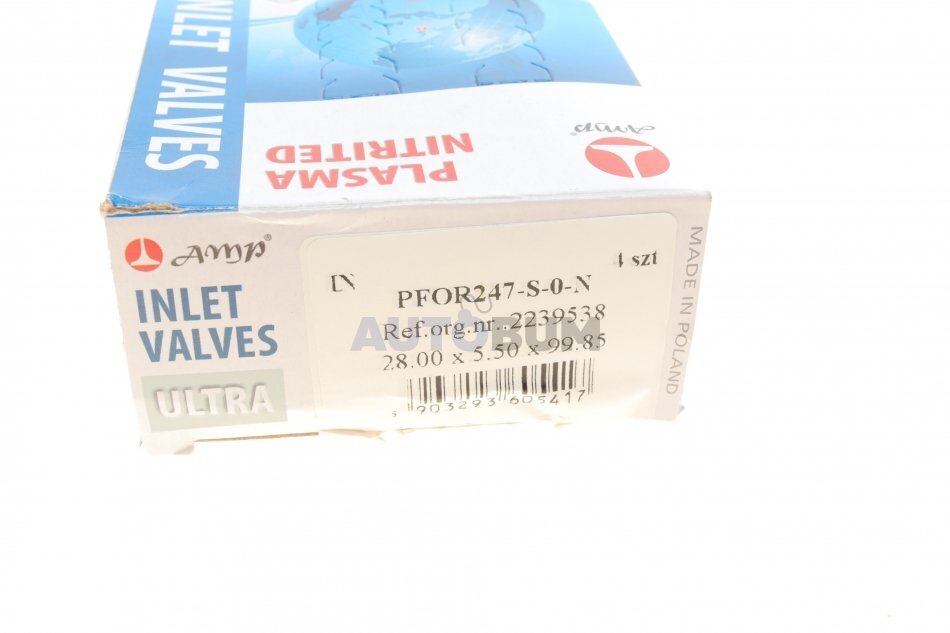 INLET VALVES
PLASMA
NITRITED
AMP®
AMP®
INLET
VALVES
ULTRA
IN
4 szt
PFOR247-S-0-N
Ref.org.nr.:2239538
28.00 x 5.50 x 99.85
5 903293 605417
MADE IN POLAND
AUTOBUM